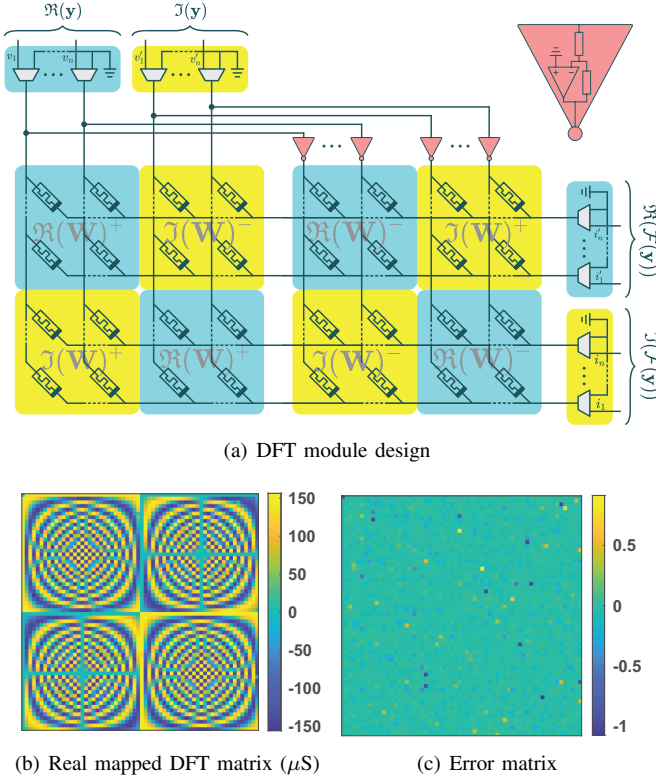 ℜ(𝐲) ℑ(𝐲)
v₁ ··· vₙ v′₁ ··· v′ₙ
+ −
··· ···
ℜ(𝐖)⁺ ℑ(𝐖)⁻ ℜ(𝐖)⁻ ℑ(𝐖)⁺
i′ₙ
i′₁
ℜ(ℱ(𝐲))
ℑ(𝐖)⁺ ℜ(𝐖)⁺ ℑ(𝐖)⁻ ℜ(𝐖)⁻
iₙ
i₁
ℑ(ℱ(𝐲))
(a) DFT module design
150
100
50
0
-50
-100
-150
0.5
0
-0.5
-1
(b) Real mapped DFT matrix (μS)
(c) Error matrix